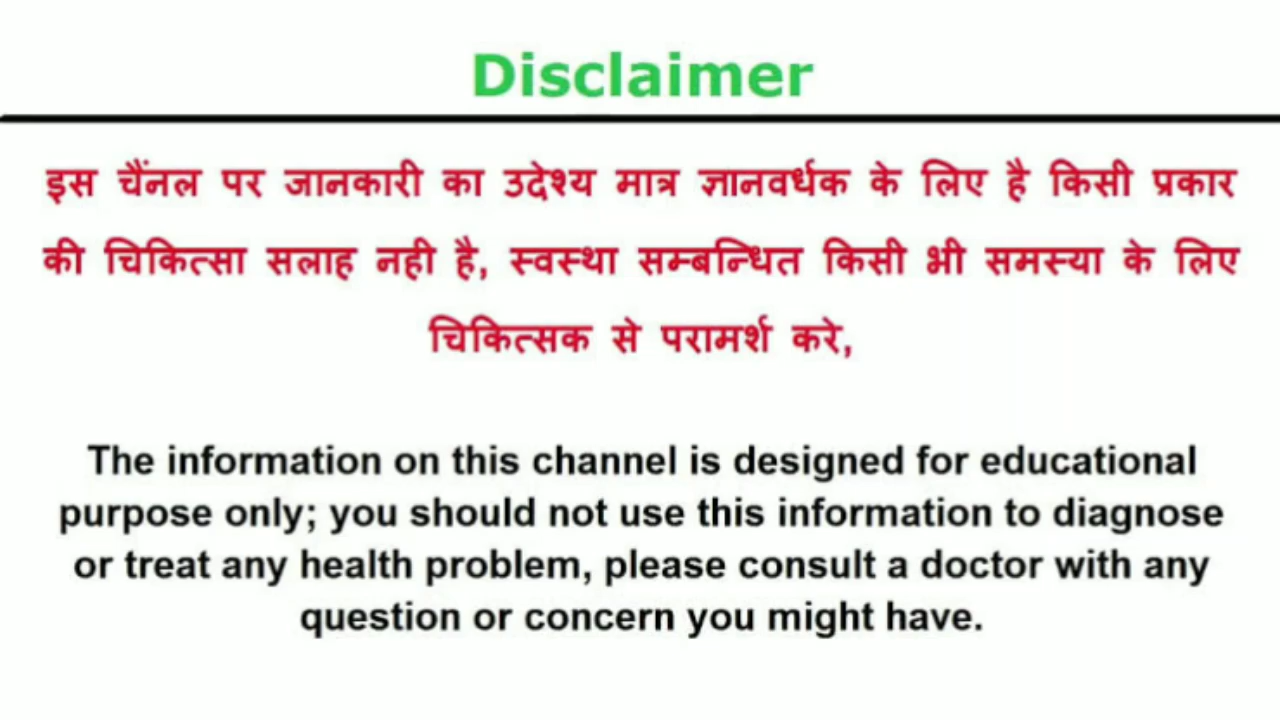 Disclaimer
इस चैंनल पर जानकारी का उदेश्य मात्र ज्ञानवर्धक के लिए है किसी प्रकार
की चिकित्सा सलाह नही है, स्वस्था सम्बन्धित किसी भी समस्या के लिए
चिकित्सक से परामर्श करे,
The information on this channel is designed for educational
purpose only; you should not use this information to diagnose
or treat any health problem, please consult a doctor with any
question or concern you might have.